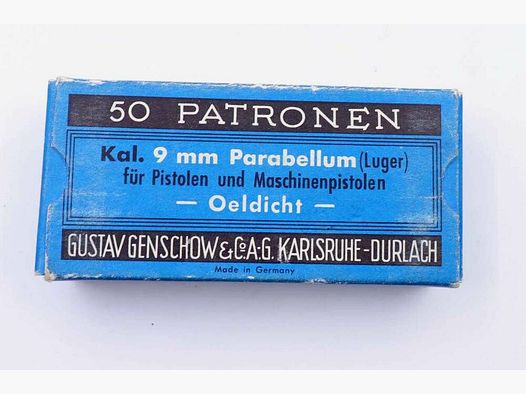 50 PATRONEN
Kal. 9 mm Parabellum (Luger)
für Pistolen und Maschinenpistolen
— Oeldicht —
GUSTAV GENSCHOW & Co. A.G. KARLSRUHE-DURLACH
Made in Germany